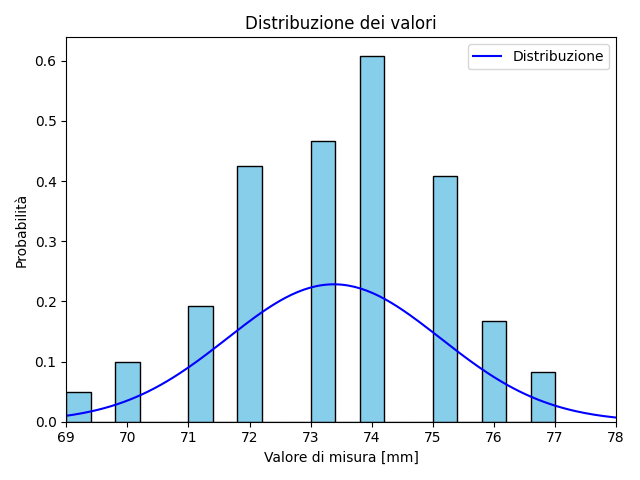 Distribuzione dei valori
Distribuzione
Probabilità
0.6
0.5
0.4
0.3
0.2
0.1
0.0
69 70 71 72 73 74 75 76 77 78
Valore di misura [mm]